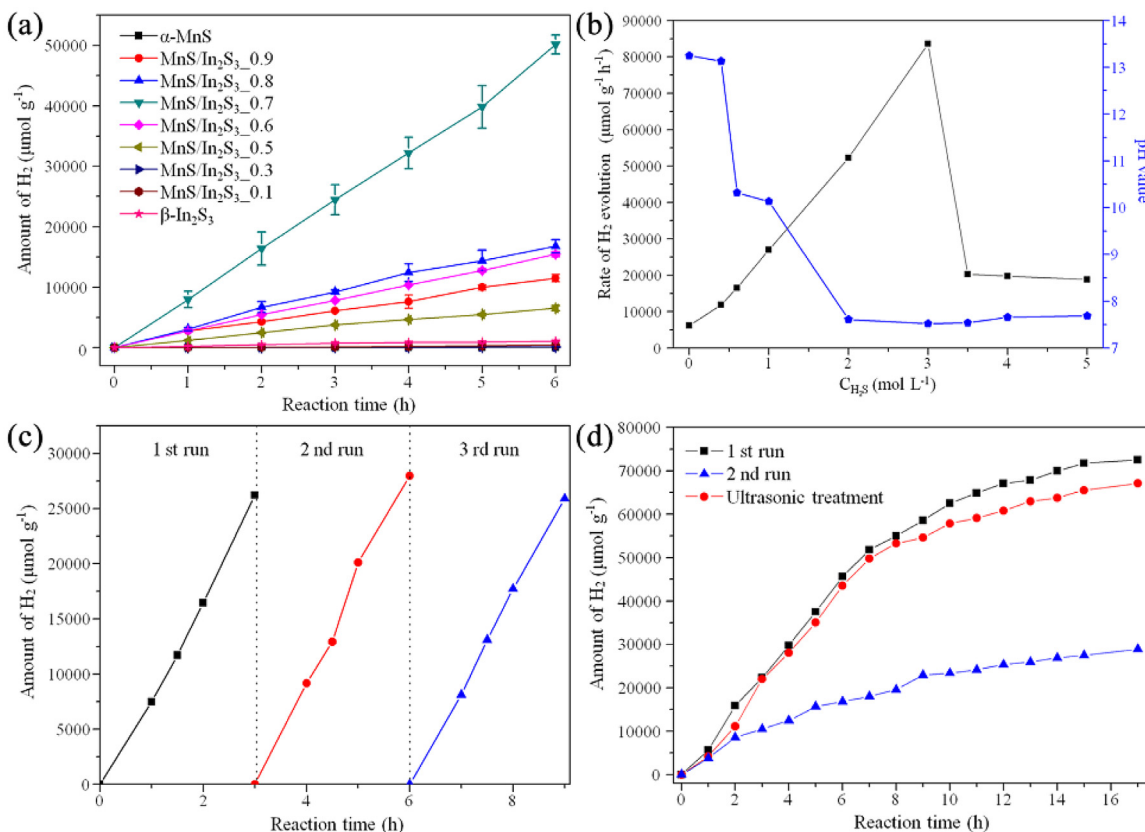 (a)
α-MnS
MnS/In₂S₃_0.9
MnS/In₂S₃_0.8
MnS/In₂S₃_0.7
MnS/In₂S₃_0.6
MnS/In₂S₃_0.5
MnS/In₂S₃_0.3
MnS/In₂S₃_0.1
β-In₂S₃
Amount of H₂ (μmol g⁻¹)
50000
40000
30000
20000
10000
0
0 1 2 3 4 5 6
Reaction time (h)
(b)
Rate of H₂ evolution (μmol g⁻¹ h⁻¹)
90000
80000
70000
60000
50000
40000
30000
20000
10000
0
14
13
12
11
10
9
8
7
pH value
0 1 2 3 4 5
C_H₂S (mol L⁻¹)
(c)
1 st run 2 nd run 3 rd run
Amount of H₂ (μmol g⁻¹)
30000
25000
20000
15000
10000
5000
0
0 2 4 6 8
Reaction time (h)
(d)
1 st run
2 nd run
Ultrasonic treatment
Amount of H₂ (μmol g⁻¹)
80000
70000
60000
50000
40000
30000
20000
10000
0
0 2 4 6 8 10 12 14 16
Reaction time (h)